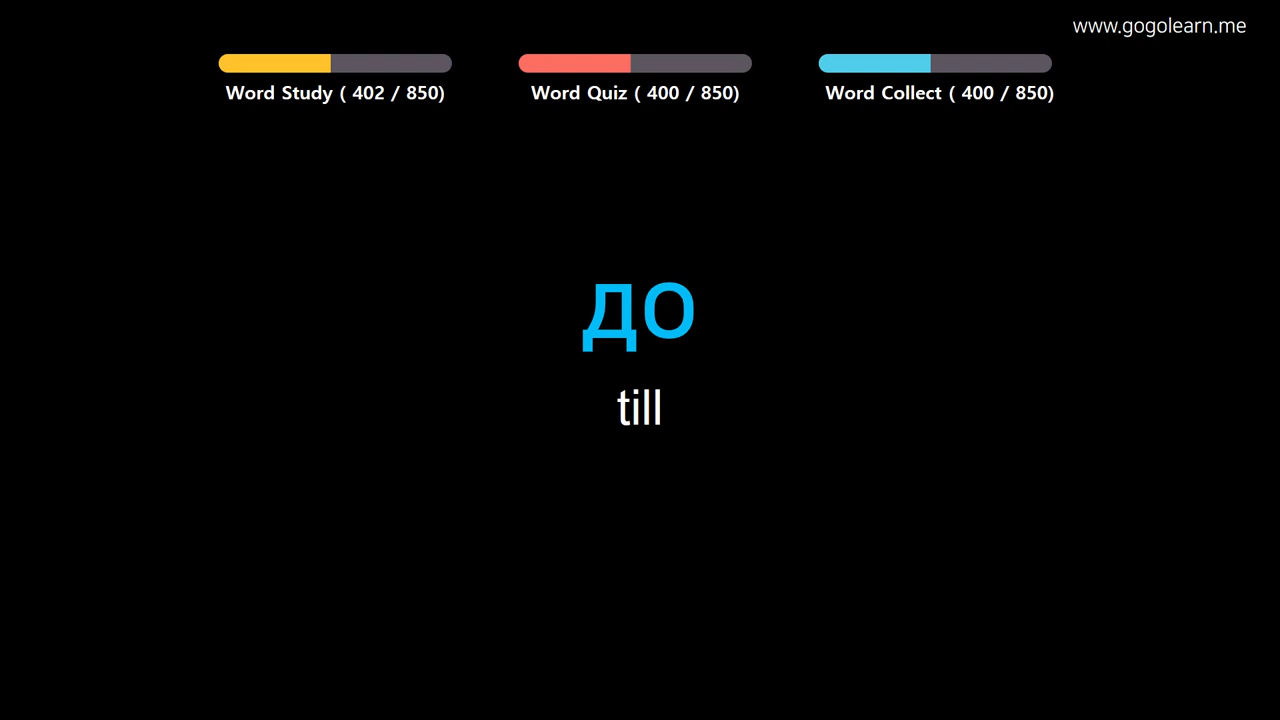 www.gogolearn.me
Word Study ( 402 / 850)
Word Quiz ( 400 / 850)
Word Collect ( 400 / 850)
до
till